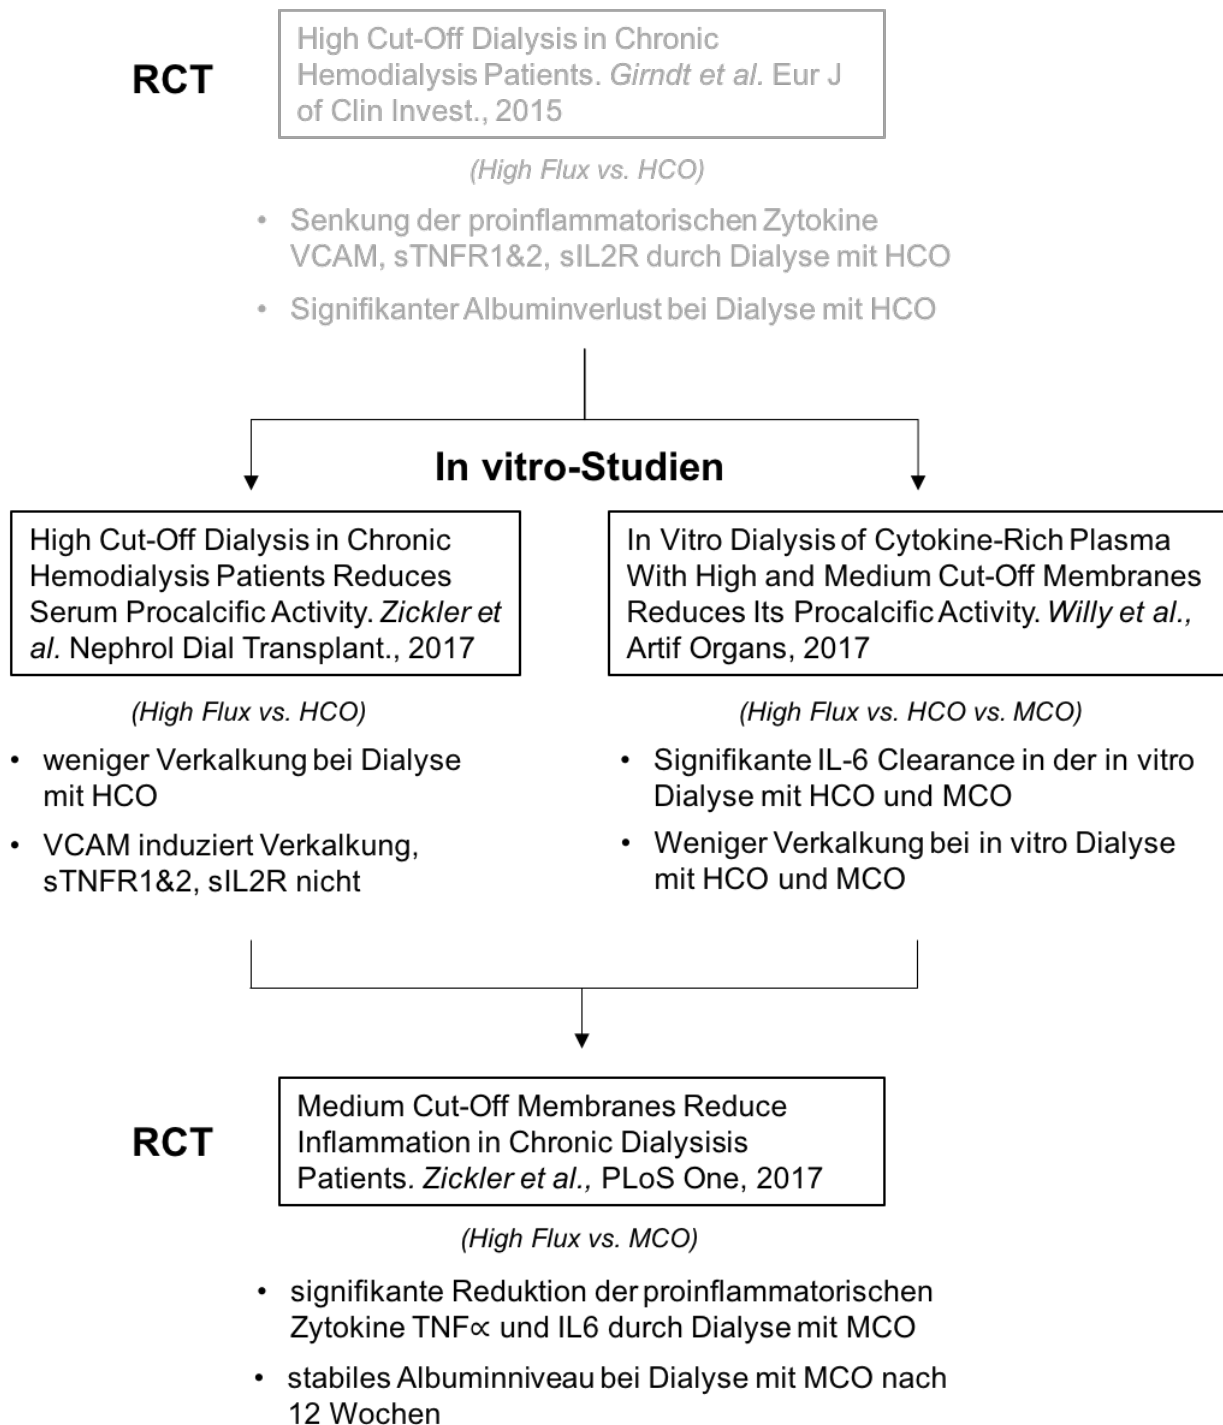 RCT
High Cut-Off Dialysis in Chronic
Hemodialysis Patients. Girndt et al. Eur J
of Clin Invest., 2015
(High Flux vs. HCO)
• Senkung der proinflammatorischen Zytokine
VCAM, sTNFR1&2, sIL2R durch Dialyse mit HCO
• Signifikanter Albuminverlust bei Dialyse mit HCO
In vitro-Studien
High Cut-Off Dialysis in Chronic
Hemodialysis Patients Reduces
Serum Procalcific Activity. Zickler et
al. Nephrol Dial Transplant., 2017
(High Flux vs. HCO)
• weniger Verkalkung bei Dialyse
mit HCO
• VCAM induziert Verkalkung,
sTNFR1&2, sIL2R nicht
In Vitro Dialysis of Cytokine-Rich Plasma
With High and Medium Cut-Off Membranes
Reduces Its Procalcific Activity. Willy et al.,
Artif Organs, 2017
(High Flux vs. HCO vs. MCO)
• Signifikante IL-6 Clearance in der in vitro
Dialyse mit HCO und MCO
• Weniger Verkalkung bei in vitro Dialyse
mit HCO und MCO
RCT
Medium Cut-Off Membranes Reduce
Inflammation in Chronic Dialysisis
Patients. Zickler et al., PLoS One, 2017
(High Flux vs. MCO)
• signifikante Reduktion der proinflammatorischen
Zytokine TNF∝ und IL6 durch Dialyse mit MCO
• stabiles Albuminniveau bei Dialyse mit MCO nach
12 Wochen